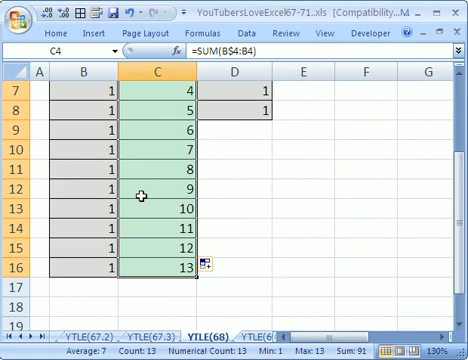 YouTubersLoveExcel67-71...xls [Compatibility...
Home Insert Page Layout Formulas Data Review View Developer
C4 fx =SUM(B$4:B4)
A B C D E F G
7 1 4 1
8 1 5 1
9 1 6
10 1 7
11 1 8
12 1 9
13 1 10
14 1 11
15 1 12
16 1 13
17
18
19
YTLE(67.2) YTLE(67.3) YTLE(68) YTLE(6
Average: 7 Count: 13 Numerical Count: 13 Min: 1 Max: 13 Sum: 91 130%